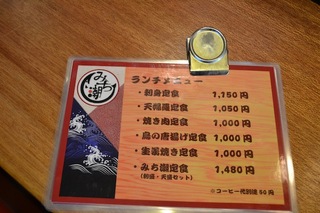 みち潮
ランチメニュー
・刺身定食 1,150円
・天婦羅定食 1,050円
・焼き肉定食 1,000円
・鳥の唐揚げ定食 1,000円
・生姜焼き定食 1,000円
・みち潮定食 1,480円
(刺盛・天盛セット)
※コーヒー代別途 50円